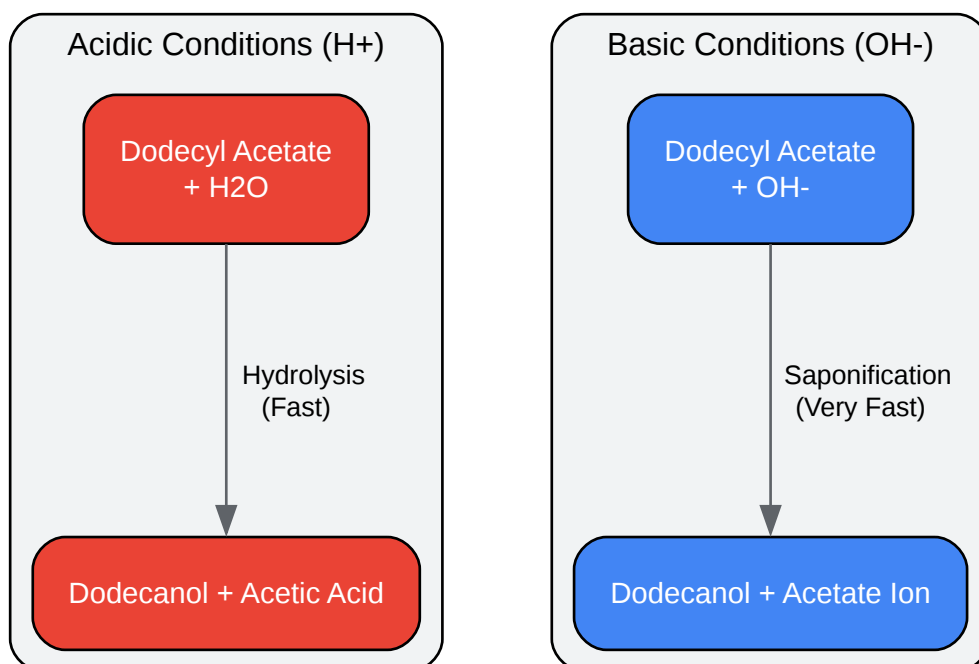 Acidic Conditions (H+)
Dodecyl Acetate
+ H2O
Hydrolysis
(Fast)
Dodecanol + Acetic Acid
Basic Conditions (OH-)
Dodecyl Acetate
+ OH-
Saponification
(Very Fast)
Dodecanol + Acetate Ion